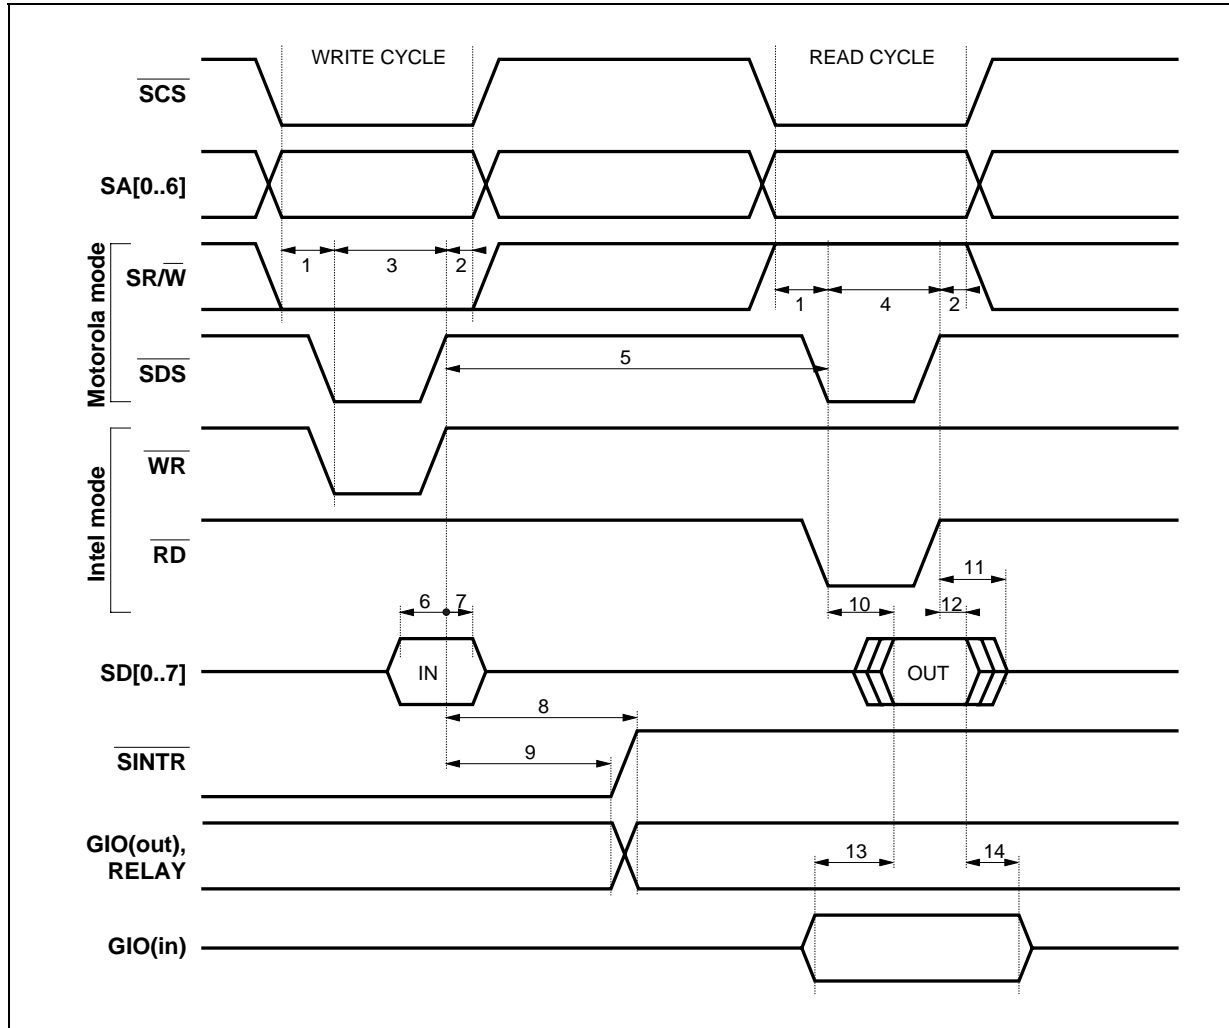 WRITE CYCLE
READ CYCLE
SCS
SA[0..6]
Motorola mode
SR/W
1
3
2
1
4
2
SDS
5
Intel mode
WR
RD
11
6
7
10
12
SD[0..7]
IN
OUT
8
SINTR
9
GIO(out),
RELAY
13
14
GIO(in)